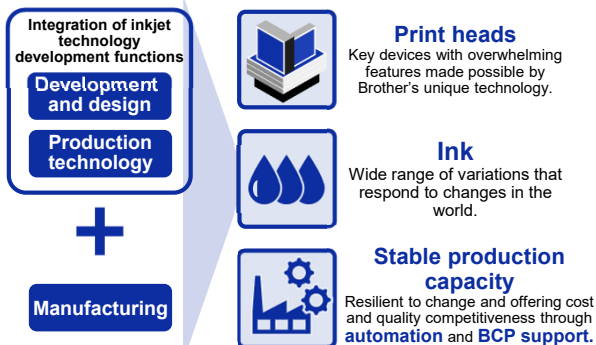 Integration of inkjet
technology
development functions
Development
and design
Production
technology
+
Manufacturing
Print heads
Key devices with overwhelming
features made possible by
Brother's unique technology.
Ink
Wide range of variations that
respond to changes in the
world.
Stable production
capacity
Resilient to change and offering cost
and quality competitiveness through
automation and BCP support.